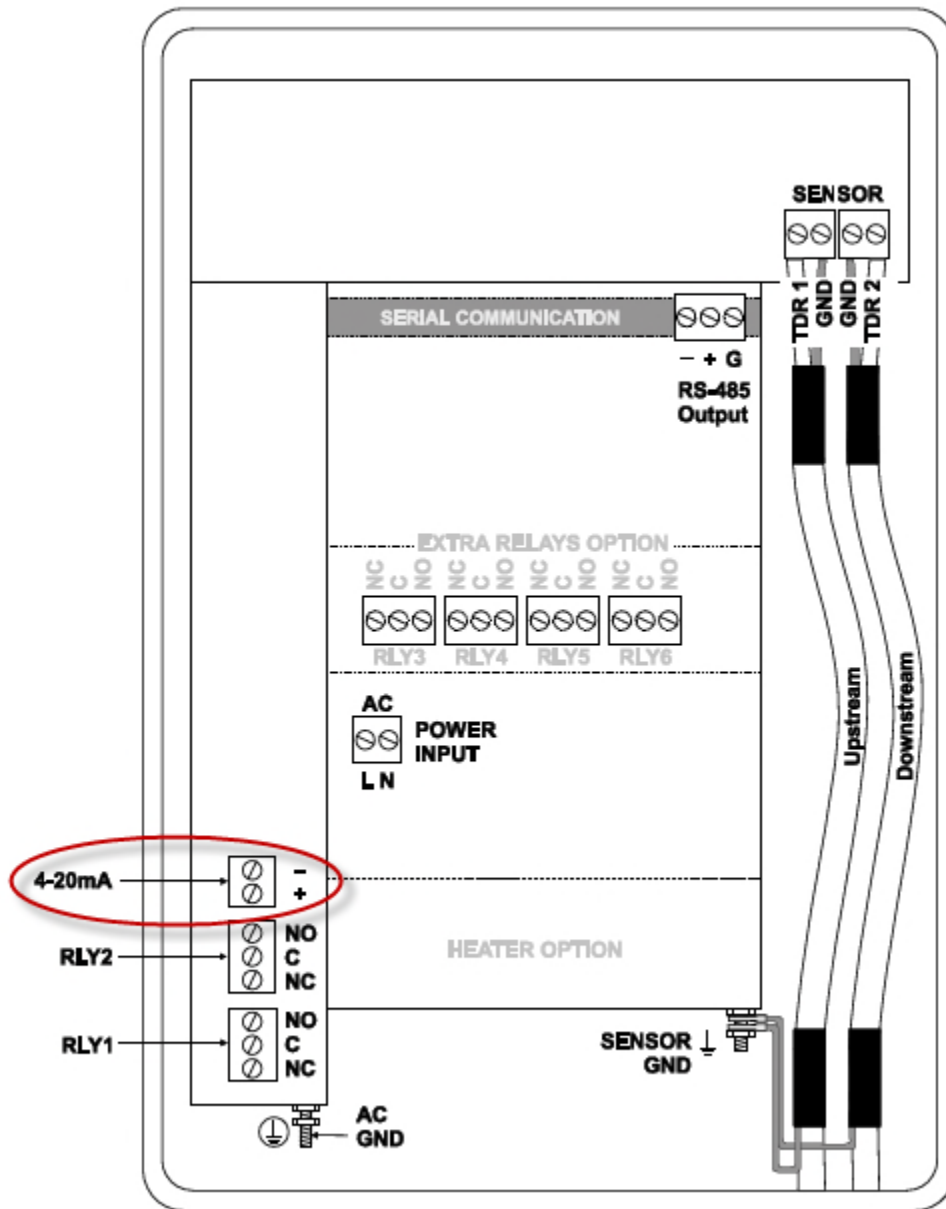 SENSOR
TDR 1
GND
GND
TDR 2
SERIAL COMMUNICATION
- + G
RS-485
Output
EXTRA RELAYS OPTION
NC C NO NC C NO NC C NO NC C NO
RLY3 RLY4 RLY5 RLY6
Upstream
Downstream
AC
POWER
INPUT
L N
4-20mA
-
+
RLY2
NO
C
NC
HEATER OPTION
RLY1
NO
C
NC
SENSOR
GND
AC
GND